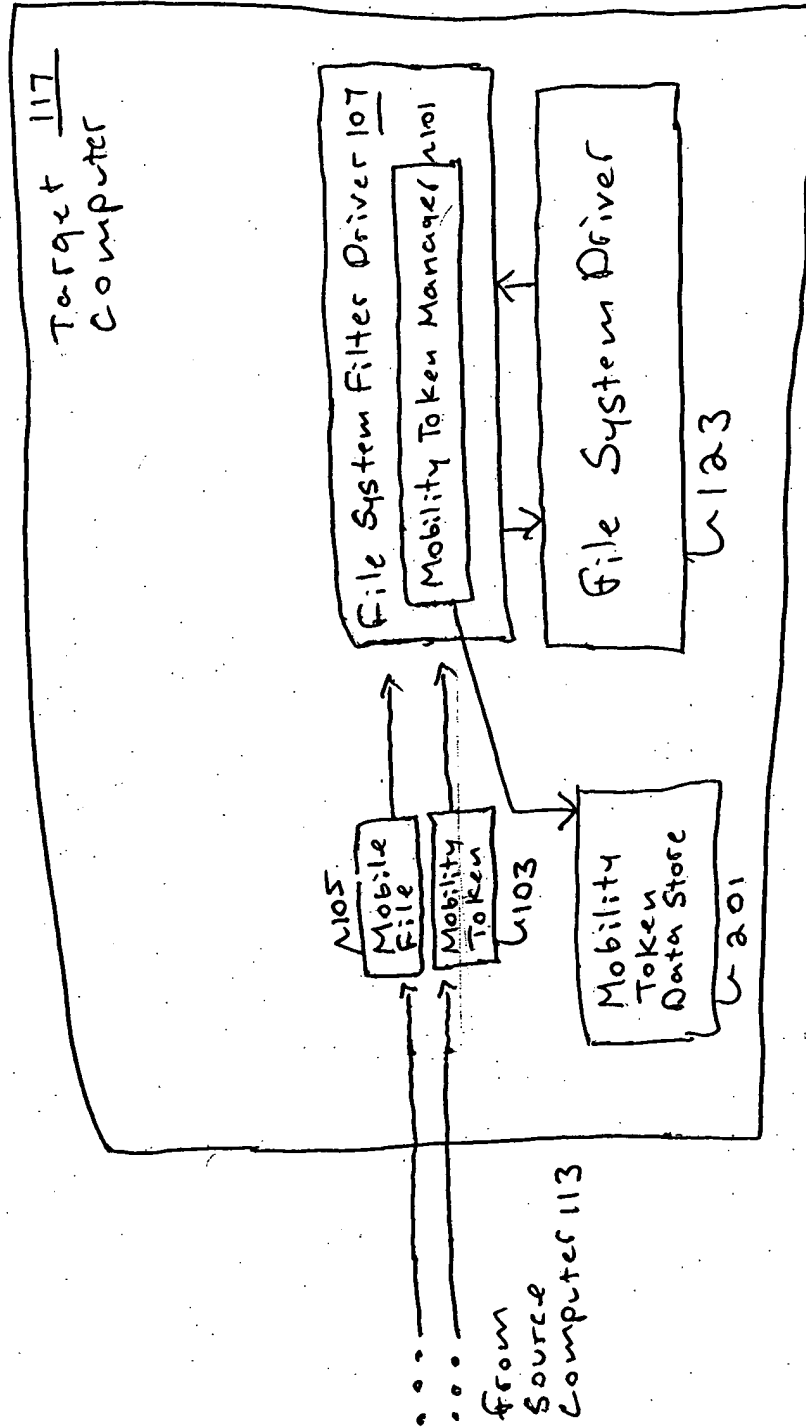 Target 117
Computer
File System Filter Driver 107
Mobility Token Manager 101
File System Driver
123
105
Mobile
File
Mobility
Token
103
Mobility
Token
Data Store
201
From
Source
Computer 113